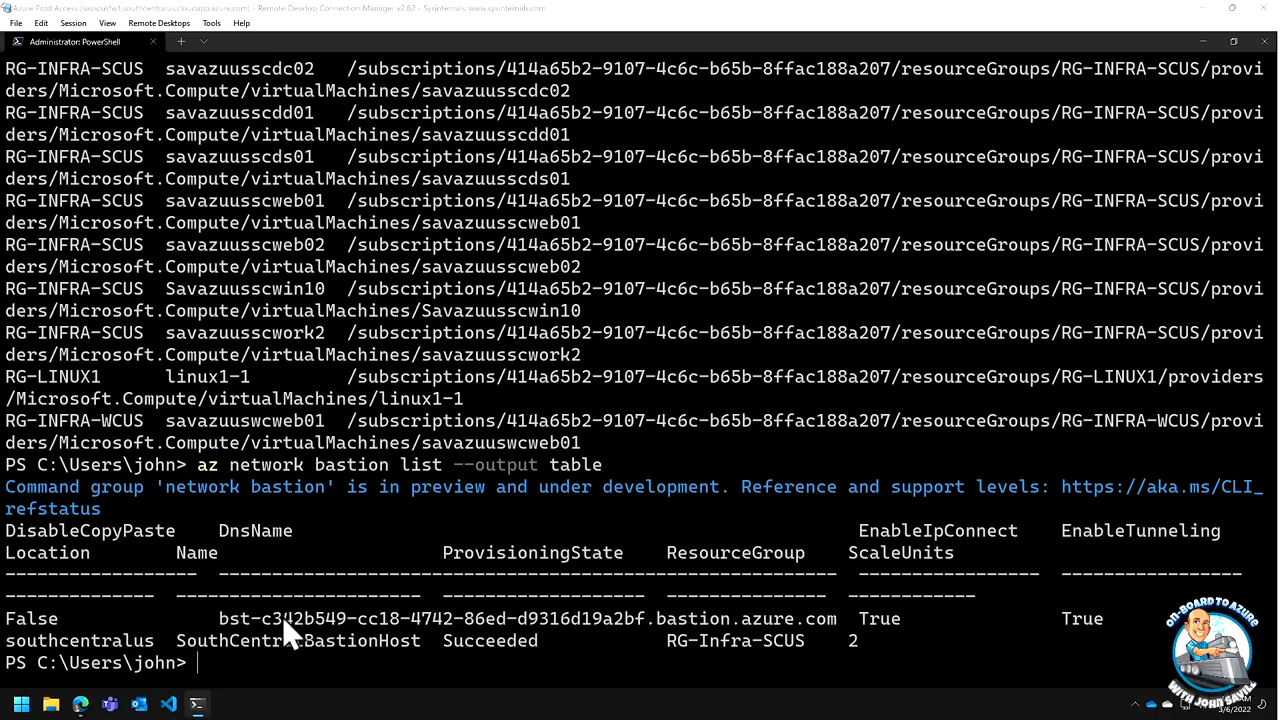 Azure Prod Access (savscusfw1.southcentralus.cloudapp.azure.com) - Remote Desktop Connection Manager v2.82 - Sysinternals: www.sysinternals.com
File Edit Session View Remote Desktops Tools Help
Administrator: PowerShell
RG-INFRA-SCUS savazuusscdc02 /subscriptions/414a65b2-9107-4c6c-b65b-8ffac188a207/resourceGroups/RG-INFRA-SCUS/provi
ders/Microsoft.Compute/virtualMachines/savazuusscdc02
RG-INFRA-SCUS savazuusscdd01 /subscriptions/414a65b2-9107-4c6c-b65b-8ffac188a207/resourceGroups/RG-INFRA-SCUS/provi
ders/Microsoft.Compute/virtualMachines/savazuusscdd01
RG-INFRA-SCUS savazuusscds01 /subscriptions/414a65b2-9107-4c6c-b65b-8ffac188a207/resourceGroups/RG-INFRA-SCUS/provi
ders/Microsoft.Compute/virtualMachines/savazuusscds01
RG-INFRA-SCUS savazuusscweb01 /subscriptions/414a65b2-9107-4c6c-b65b-8ffac188a207/resourceGroups/RG-INFRA-SCUS/provi
ders/Microsoft.Compute/virtualMachines/savazuusscweb01
RG-INFRA-SCUS savazuusscweb02 /subscriptions/414a65b2-9107-4c6c-b65b-8ffac188a207/resourceGroups/RG-INFRA-SCUS/provi
ders/Microsoft.Compute/virtualMachines/savazuusscweb02
RG-INFRA-SCUS Savazuusscwin10 /subscriptions/414a65b2-9107-4c6c-b65b-8ffac188a207/resourceGroups/RG-INFRA-SCUS/provi
ders/Microsoft.Compute/virtualMachines/Savazuusscwin10
RG-INFRA-SCUS savazuusscwork2 /subscriptions/414a65b2-9107-4c6c-b65b-8ffac188a207/resourceGroups/RG-INFRA-SCUS/provi
ders/Microsoft.Compute/virtualMachines/savazuusscwork2
RG-LINUX1 linux1-1 /subscriptions/414a65b2-9107-4c6c-b65b-8ffac188a207/resourceGroups/RG-LINUX1/providers
/Microsoft.Compute/virtualMachines/linux1-1
RG-INFRA-WCUS savazuuswcweb01 /subscriptions/414a65b2-9107-4c6c-b65b-8ffac188a207/resourceGroups/RG-INFRA-WCUS/provi
ders/Microsoft.Compute/virtualMachines/savazuuswcweb01
PS C:\Users\john> az network bastion list --output table
Command group 'network bastion' is in preview and under development. Reference and support levels: https://aka.ms/CLI_
refstatus
DisableCopyPaste DnsName EnableIpConnect EnableTunneling
Location Name ProvisioningState ResourceGroup ScaleUnits
False bst-c342b549-cc18-4742-86ed-d9316d19a2bf.bastion.azure.com True True
southcentralus SouthCentralBastionHost Succeeded RG-Infra-SCUS 2
PS C:\Users\john>
ON-BOARD TO AZURE
WITH JOHN SAVILL
3/6/2022